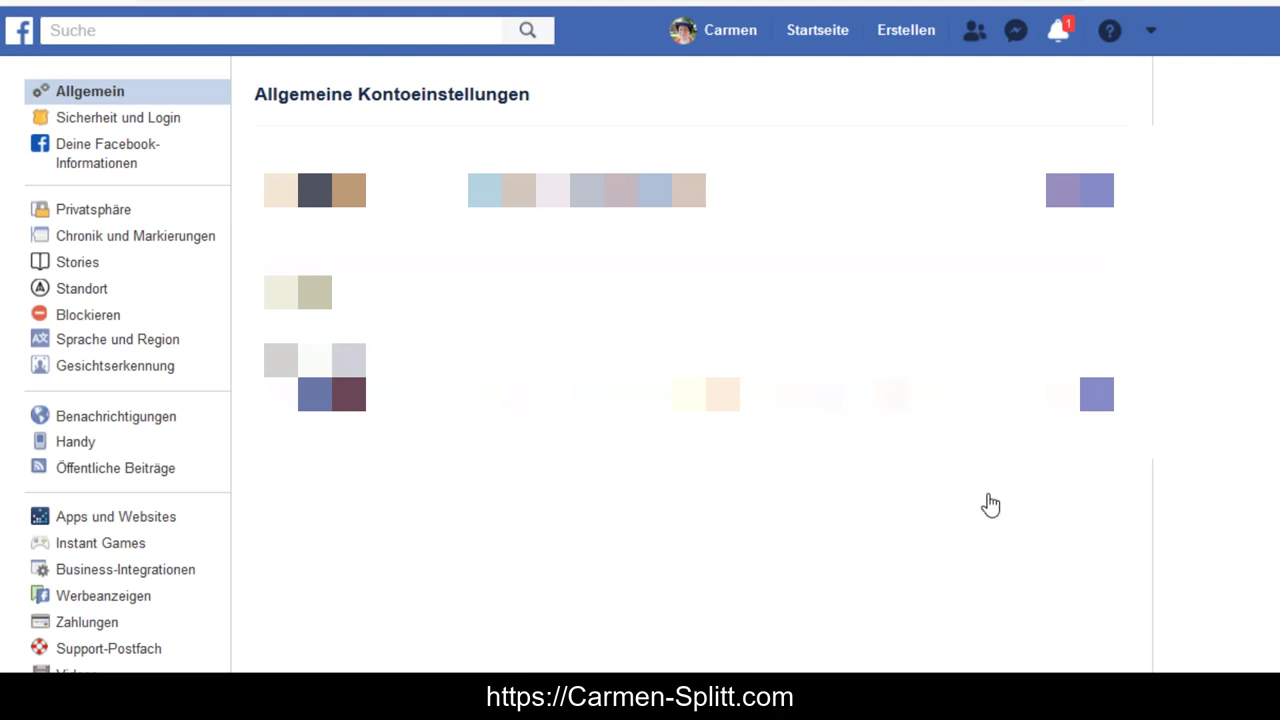 Suche
Carmen
Startseite
Erstellen
1
Allgemein
Allgemeine Kontoeinstellungen
Sicherheit und Login
Deine Facebook-
Informationen
Privatsphäre
Chronik und Markierungen
Stories
Standort
Blockieren
Sprache und Region
Gesichtserkennung
Benachrichtigungen
Handy
Öffentliche Beiträge
Apps und Websites
Instant Games
Business-Integrationen
Werbeanzeigen
Zahlungen
Support-Postfach
https://Carmen-Splitt.com